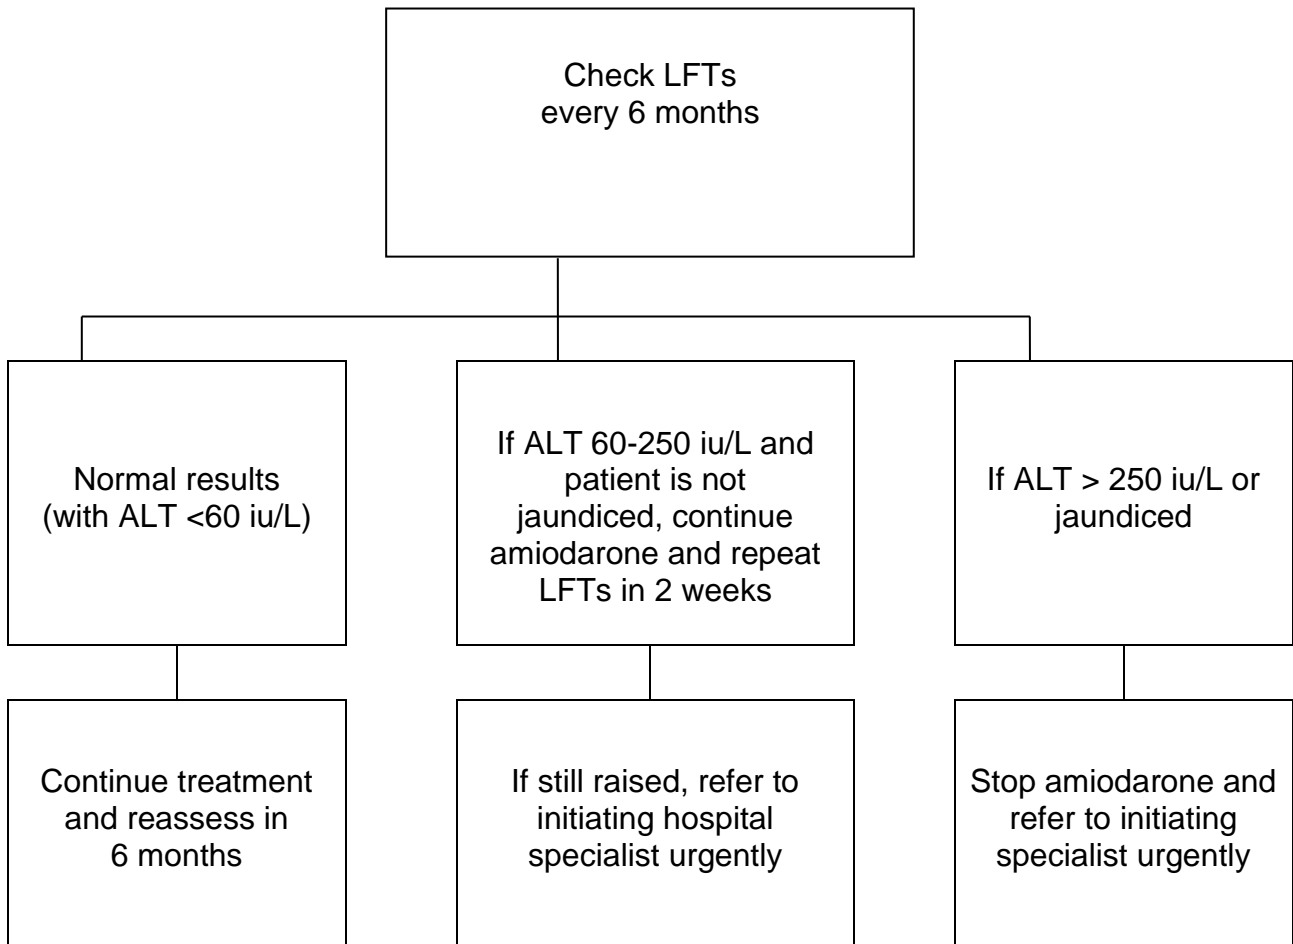 Check LFTs
every 6 months
Normal results
(with ALT <60 iu/L)
If ALT 60-250 iu/L and
patient is not
jaundiced, continue
amiodarone and repeat
LFTs in 2 weeks
If ALT > 250 iu/L or
jaundiced
Continue treatment
and reassess in
6 months
If still raised, refer to
initiating hospital
specialist urgently
Stop amiodarone and
refer to initiating
specialist urgently